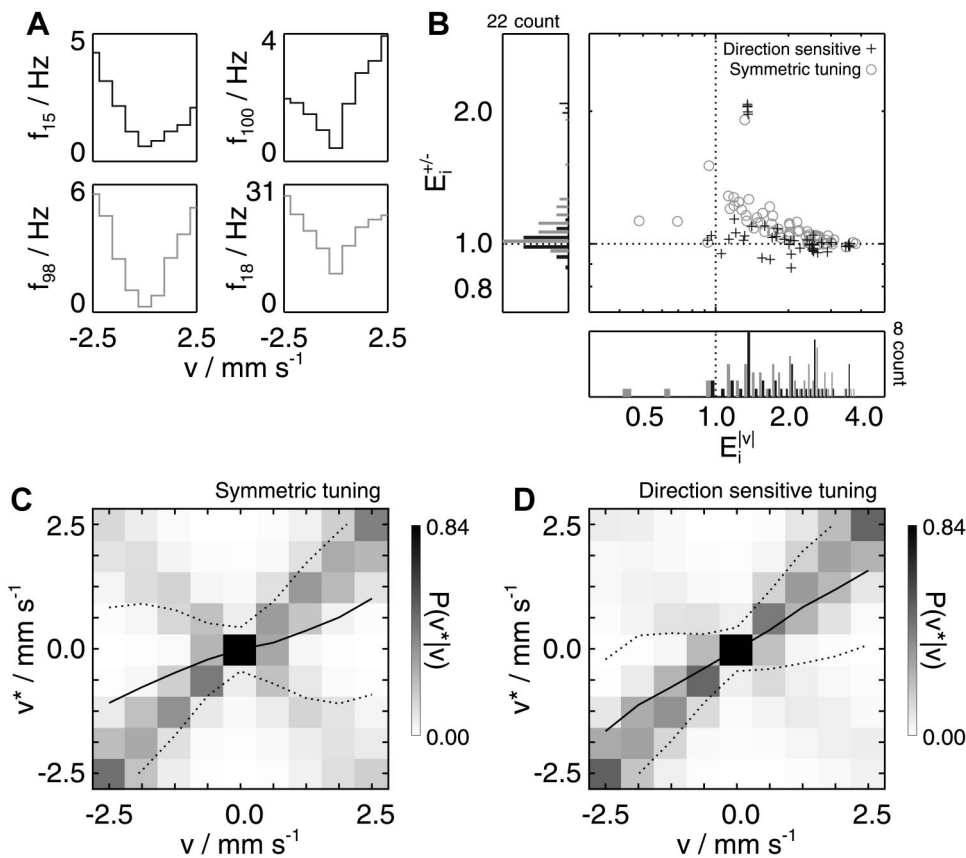 A
5
f15 / Hz
0
4
f100 / Hz
0
6
f98 / Hz
0
31
f18 / Hz
0
-2.5
2.5
-2.5
2.5
v / mm s-1
B
22 count
2.0
1.0
0.8
Ei+/-
Direction sensitive +
Symmetric tuning ○
8 count
0.5
1.0
2.0
4.0
Ei|v|
C
Symmetric tuning
2.5
0.0
-2.5
v* / mm s-1
-2.5
0.0
2.5
v / mm s-1
0.84
P(v*|v)
0.00
D
Direction sensitive tuning
2.5
0.0
-2.5
v* / mm s-1
-2.5
0.0
2.5
v / mm s-1
0.84
P(v*|v)
0.00